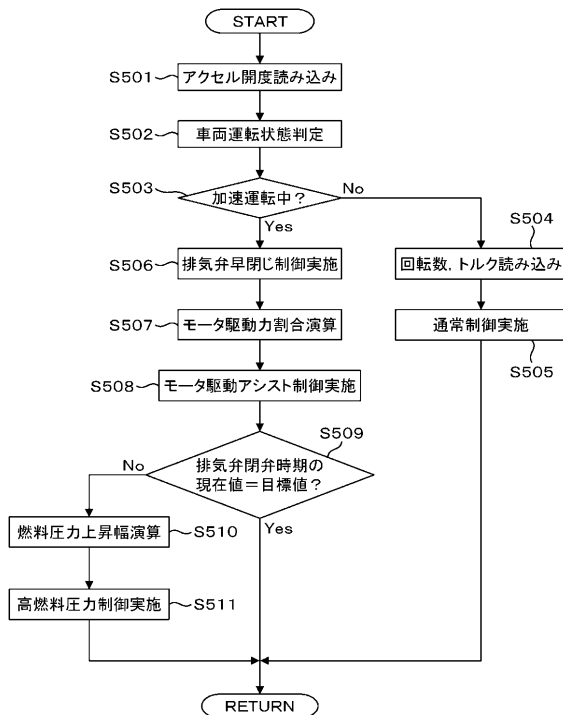 START
S501
アクセル開度読み込み
S502
車両運転状態判定
S503
加速運転中？
No
Yes
S504
回転数，トルク読み込み
S506
排気弁早閉じ制御実施
S507
モータ駆動力割合演算
通常制御実施
S505
S508
モータ駆動アシスト制御実施
S509
排気弁閉弁時期の
現在値＝目標値？
No
Yes
燃料圧力上昇幅演算
S510
高燃料圧力制御実施
S511
RETURN